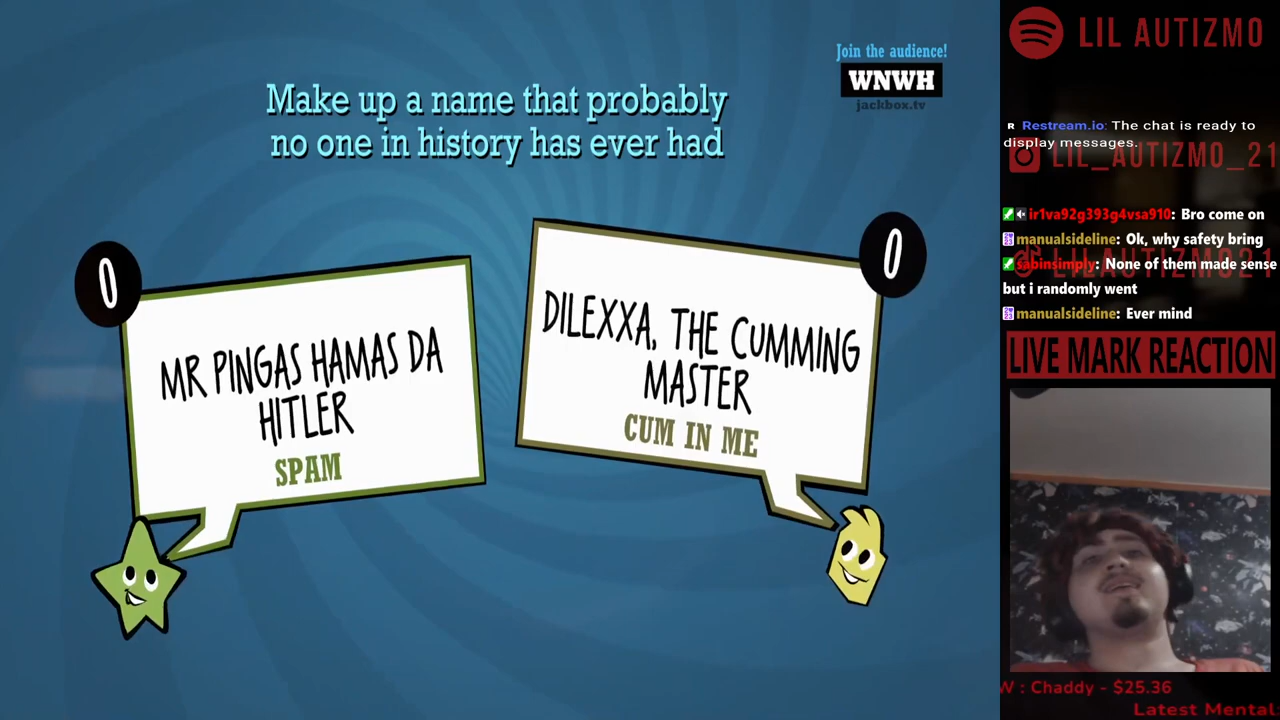 Join the audience!
WNWH
jackbox.tv
Make up a name that probably
no one in history has ever had
0
MR PINGAS HAMAS DA
HITLER
SPAM
0
DILEXXA, THE CUMMING
MASTER
CUM IN ME
LIL AUTIZMO
R Restream.io: The chat is ready to
display messages.
LIL_AUTIZMO_21
ir1va92g393g4vsa910: Bro come on
manualsideline: Ok, why safety bring
LILAUTIZMO21
sabinsimply: None of them made sense
but i randomly went
manualsideline: Ever mind
LIVE MARK REACTION
W : Chaddy - $25.36
Latest Mental